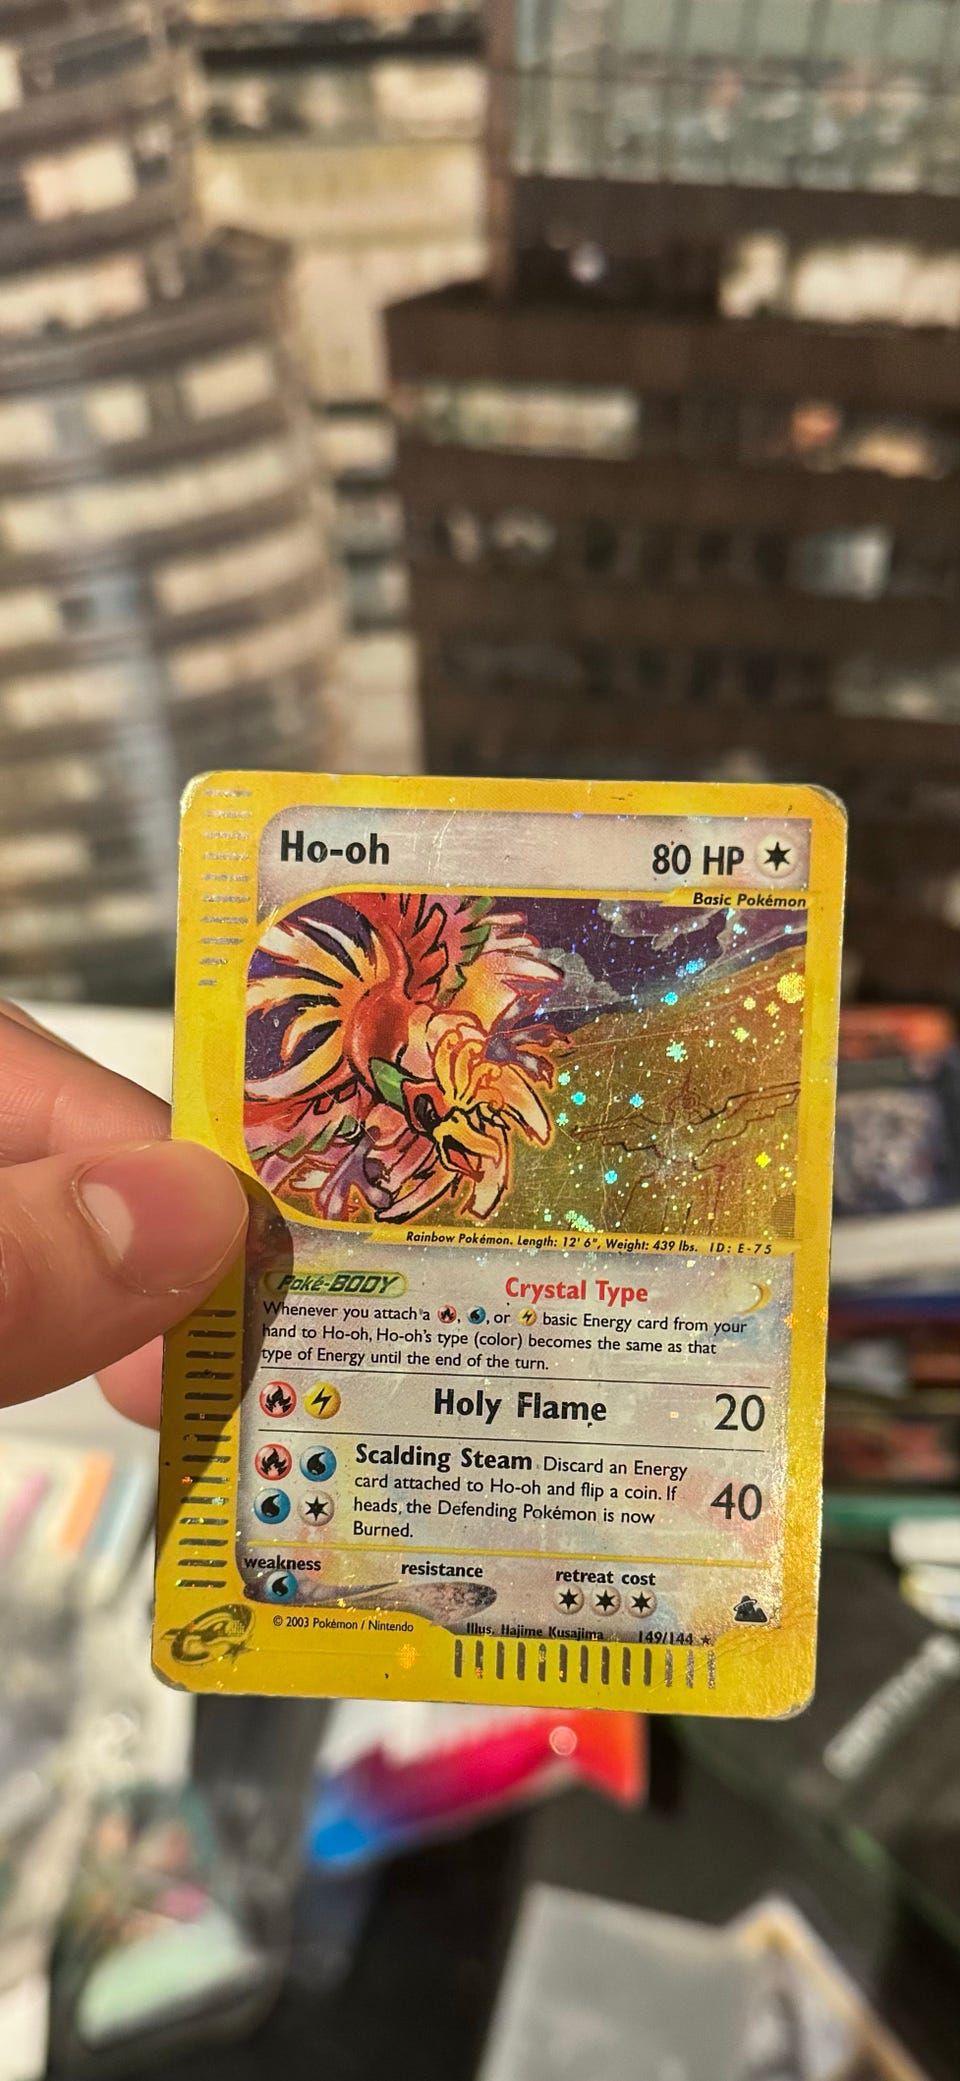 Ho-oh 80 HP
Basic Pokémon
Rainbow Pokémon. Length: 12' 6", Weight: 439 lbs. ID: E-75
Poké-BODY Crystal Type
Whenever you attach a , , or basic Energy card from your
hand to Ho-oh, Ho-oh's type (color) becomes the same as that
type of Energy until the end of the turn.
Holy Flame 20
Scalding Steam Discard an Energy
card attached to Ho-oh and flip a coin. If
heads, the Defending Pokémon is now
Burned.
40
weakness resistance retreat cost
© 2003 Pokémon / Nintendo Illus. Hajime Kusajima 149/144 ★